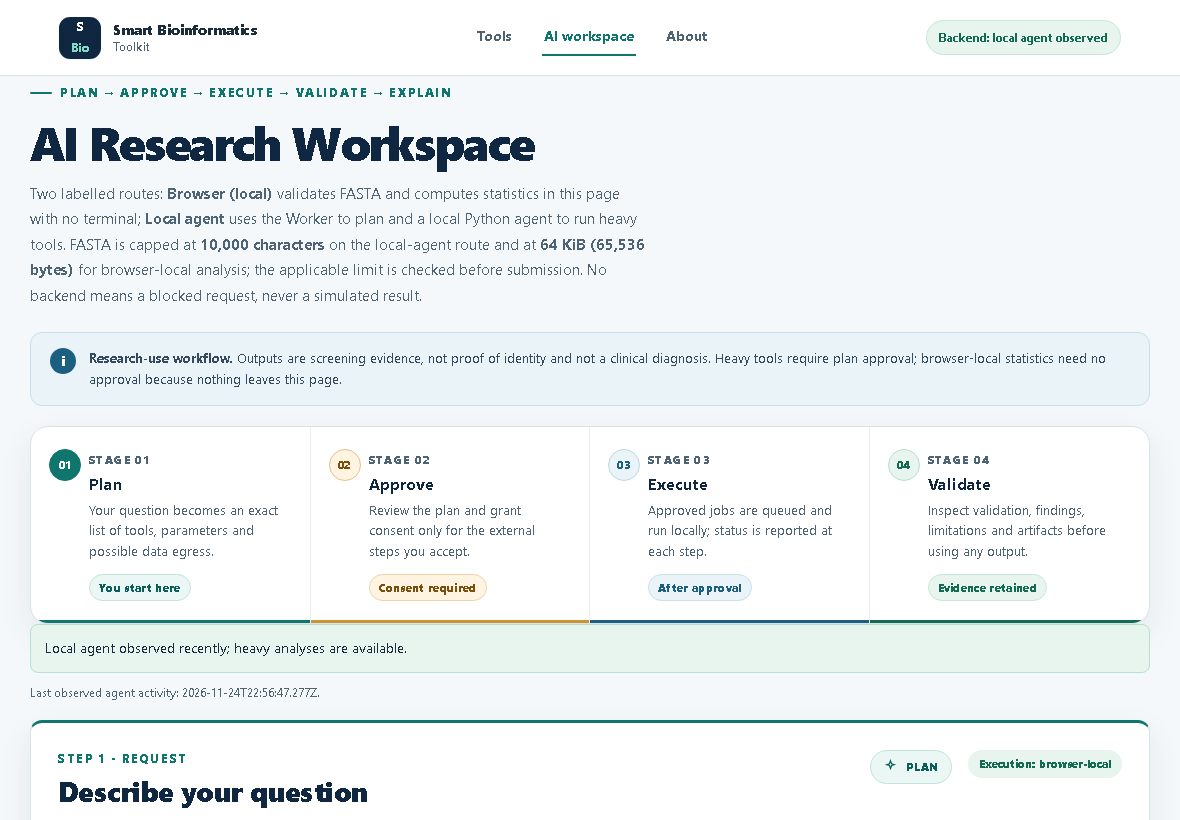 S
Bio
Smart Bioinformatics
Toolkit
Tools
AI workspace
About
Backend: local agent observed
PLAN → APPROVE → EXECUTE → VALIDATE → EXPLAIN
AI Research Workspace
Two labelled routes: Browser (local) validates FASTA and computes statistics in this page
with no terminal; Local agent uses the Worker to plan and a local Python agent to run heavy
tools. FASTA is capped at 10,000 characters on the local-agent route and at 64 KiB (65,536
bytes) for browser-local analysis; the applicable limit is checked before submission. No
backend means a blocked request, never a simulated result.
i
Research-use workflow. Outputs are screening evidence, not proof of identity and not a clinical diagnosis. Heavy tools require plan approval; browser-local statistics need no
approval because nothing leaves this page.
01
STAGE 01
Plan
Your question becomes an exact
list of tools, parameters and
possible data egress.
You start here
02
STAGE 02
Approve
Review the plan and grant
consent only for the external
steps you accept.
Consent required
03
STAGE 03
Execute
Approved jobs are queued and
run locally; status is reported at
each step.
After approval
04
STAGE 04
Validate
Inspect validation, findings,
limitations and artifacts before
using any output.
Evidence retained
Local agent observed recently; heavy analyses are available.
Last observed agent activity: 2026-11-24T22:56:47.277Z.
STEP 1 - REQUEST
Describe your question
PLAN
Execution: browser-local